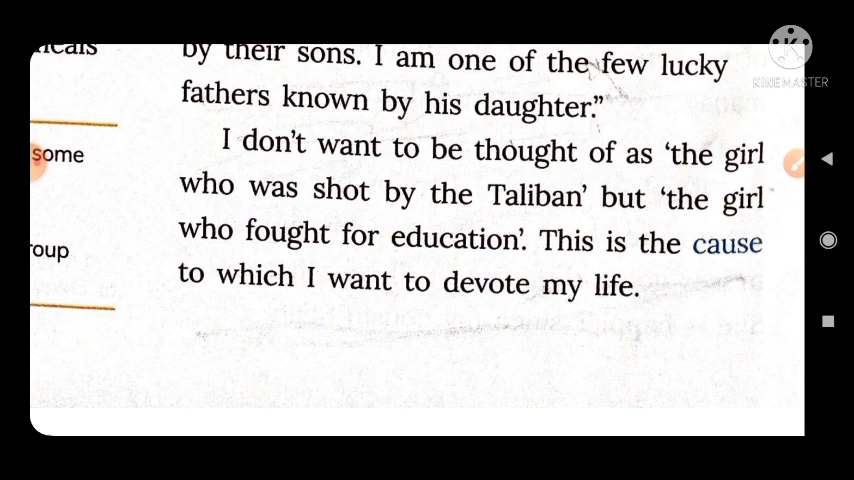 by their sons. I am one of the few lucky
fathers known by his daughter.”
I don’t want to be thought of as ‘the girl
who was shot by the Taliban’ but ‘the girl
who fought for education’. This is the cause
to which I want to devote my life.
some
roup
KINEMASTER